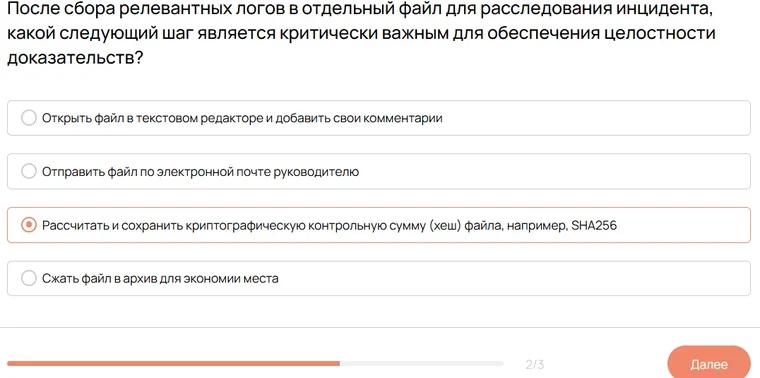 После сбора релевантных логов в отдельный файл для расследования инцидента,
какой следующий шаг является критически важным для обеспечения целостности
доказательств?
Открыть файл в текстовом редакторе и добавить свои комментарии
Отправить файл по электронной почте руководителю
Рассчитать и сохранить криптографическую контрольную сумму (хеш) файла, например, SHA256
Сжать файл в архив для экономии места
2/3
Далее